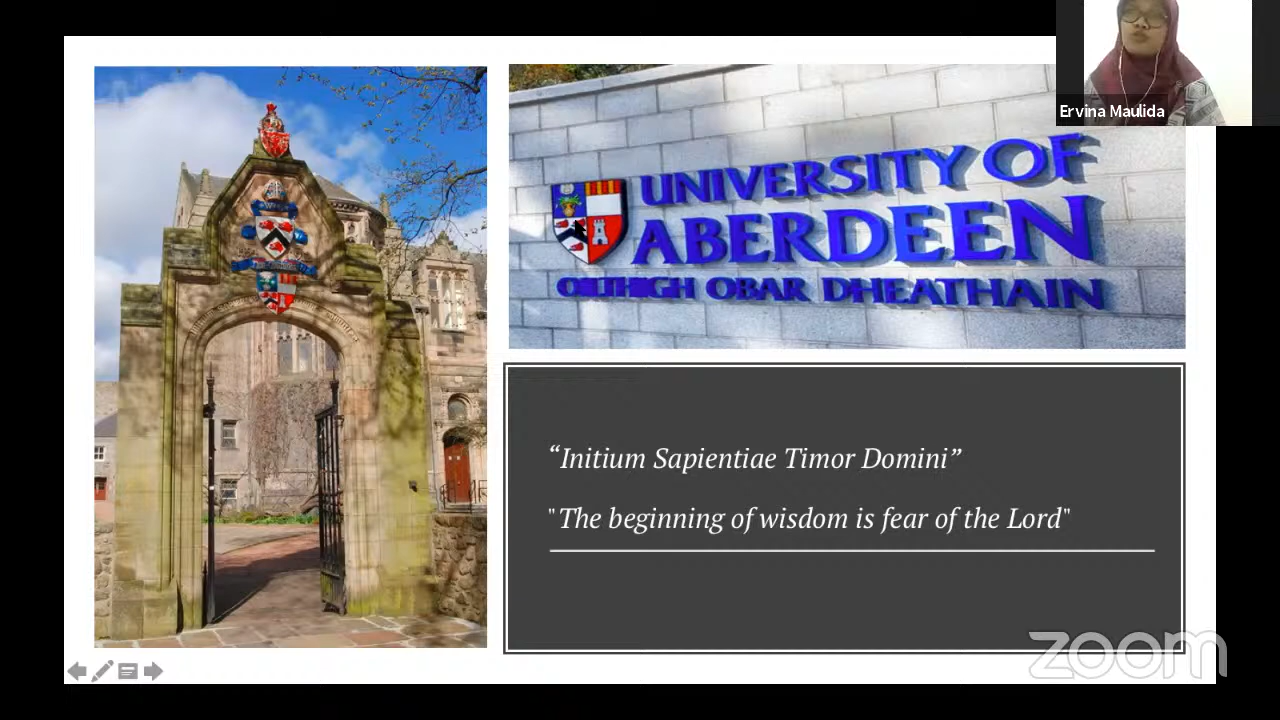 Ervina Maulida
UNIVERSITY OF
ABERDEEN
OILTHIGH OBAR DHEATHAIN
“Initium Sapientiae Timor Domini”
"The beginning of wisdom is fear of the Lord"
zoom